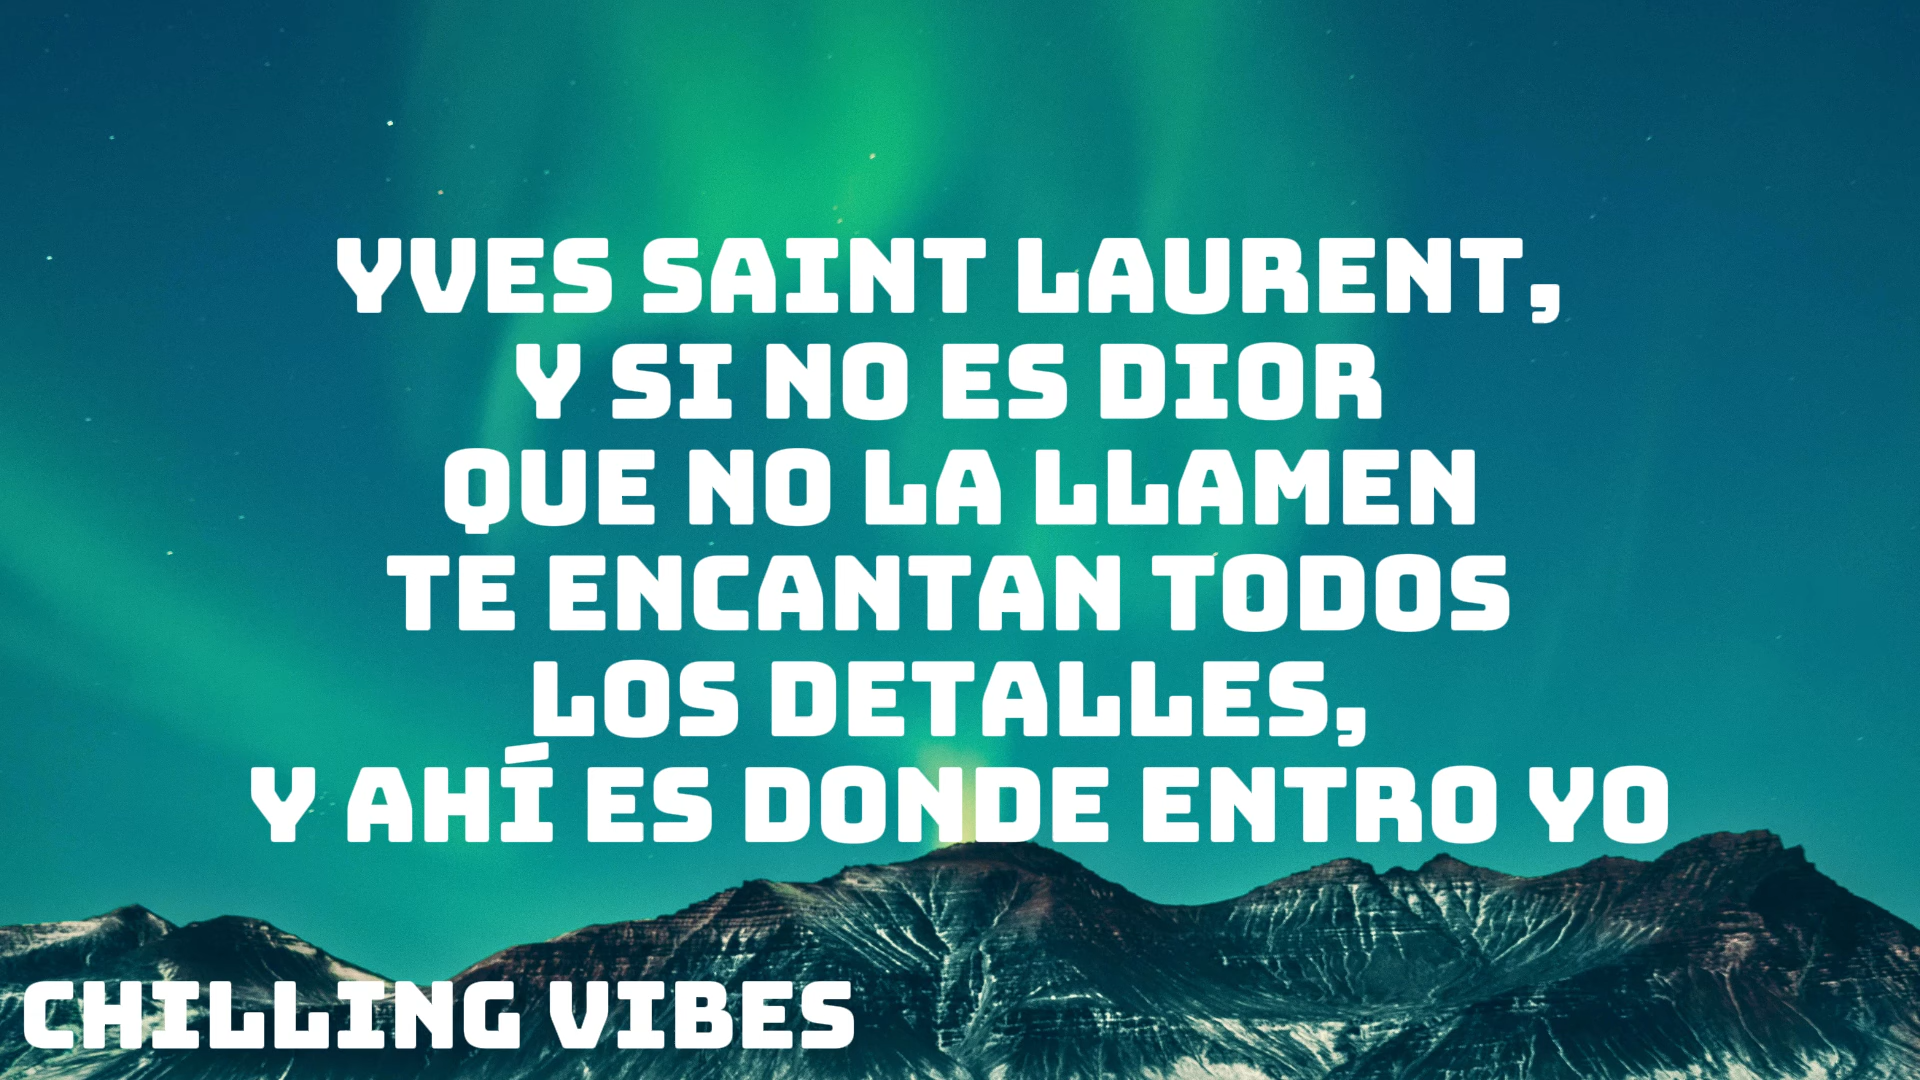 YVES SAINT LAURENT,
Y SI NO ES DIOR
QUE NO LA LLAMEN
TE ENCANTAN TODOS
LOS DETALLES,
Y AHÍ ES DONDE ENTRO YO
CHILLING VIBES